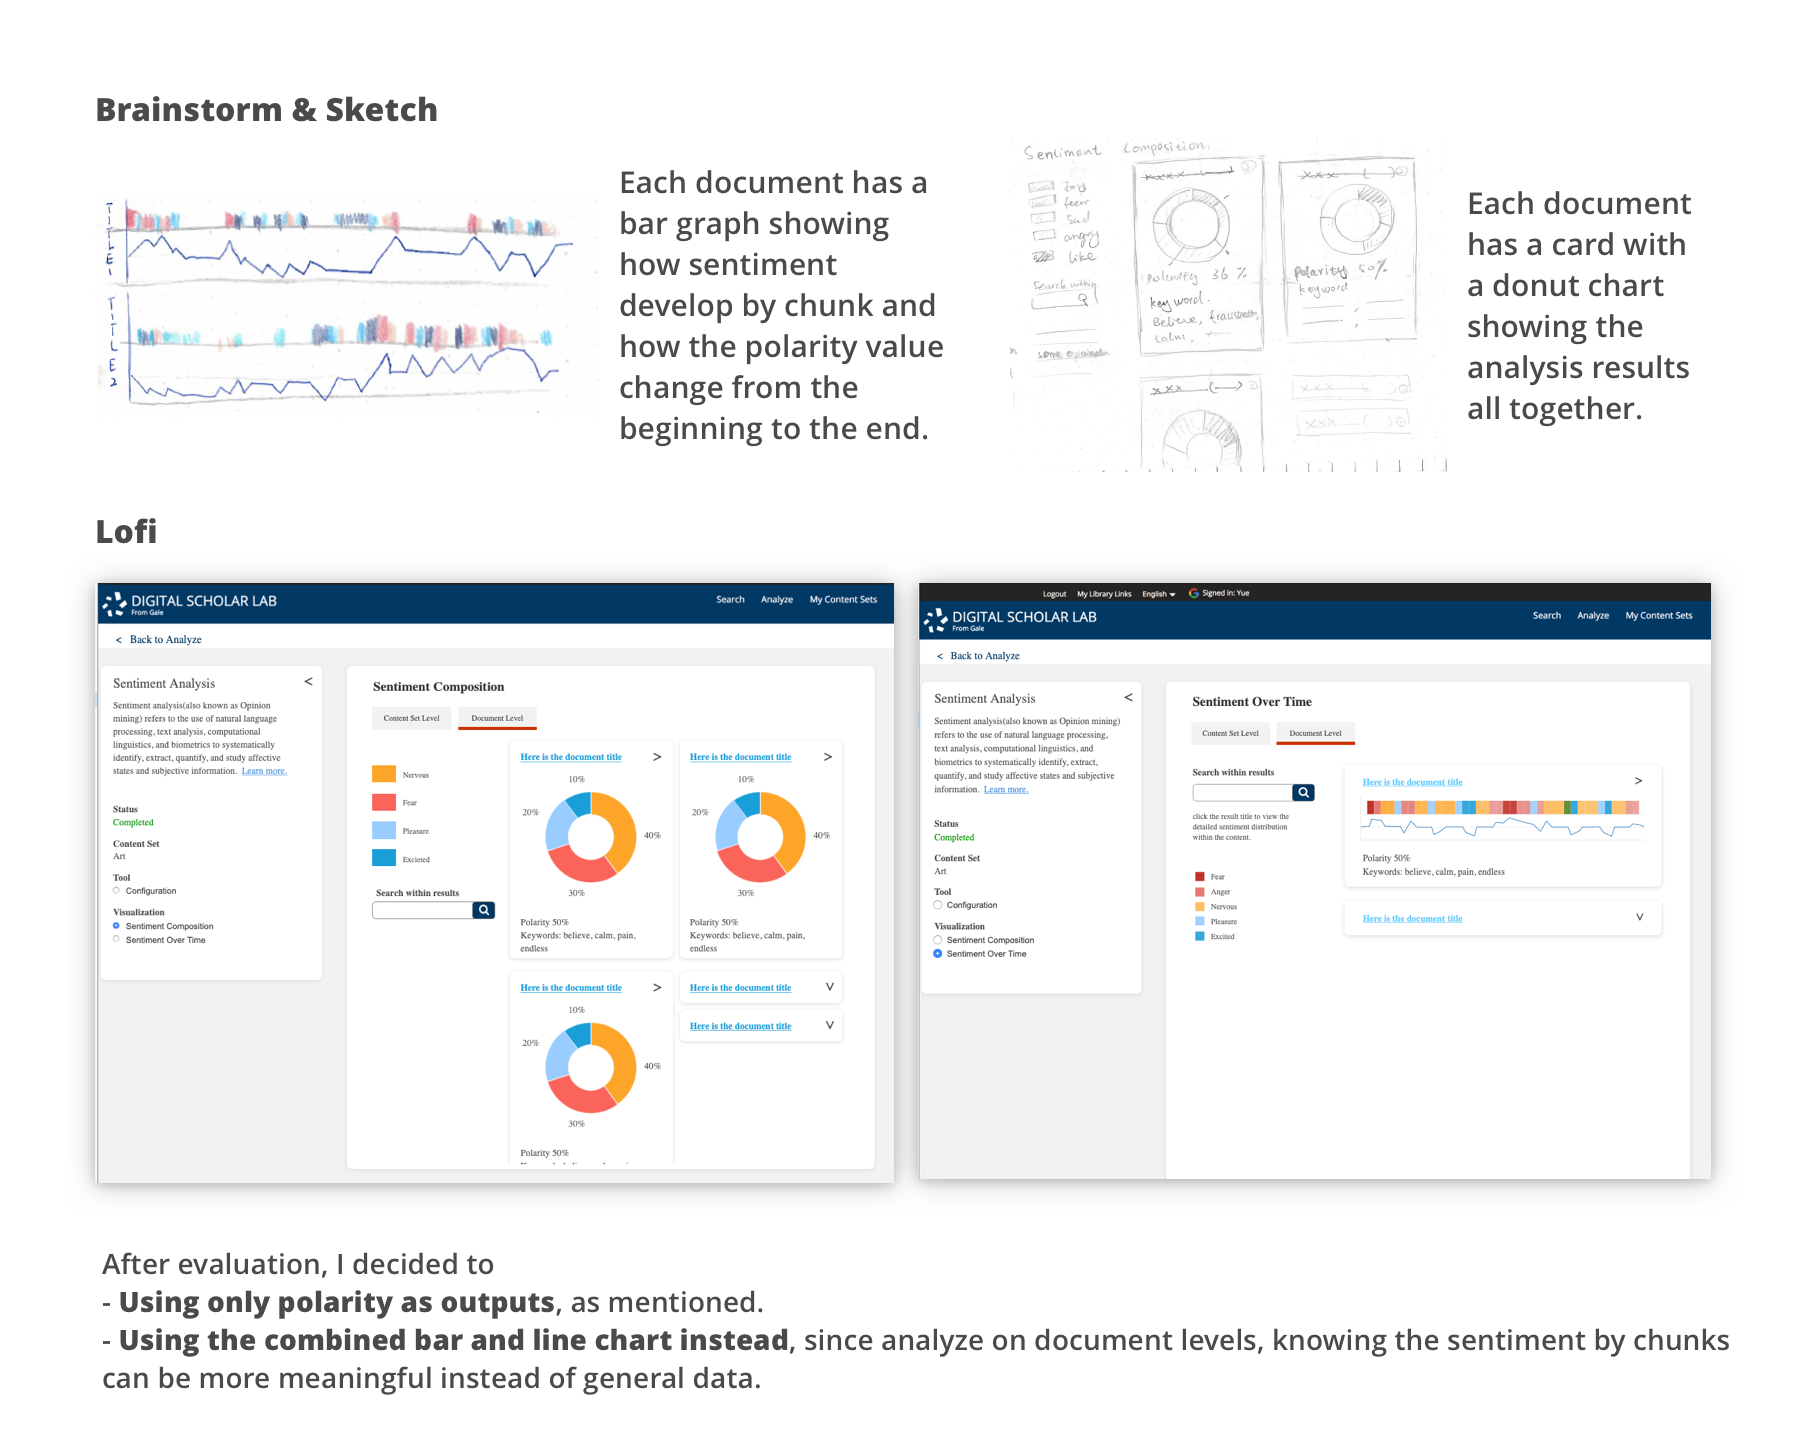 Brainstorm & Sketch
TITLE1
TITLE2
Each document has a
bar graph showing
how sentiment
develop by chunk and
how the polarity value
change from the
beginning to the end.
Sentiment Composition.
joy
feer
sad
angry
like
Search within
some explanation
xxxx
Polarity 36 %
key word.
Believe,
calm.
xxxx
Polarity 50%
keyword
xxx
xxx
xxx
Each document
has a card with
a donut chart
showing the
analysis results
all together.
Lofi
DIGITAL SCHOLAR LAB
From Gale
Search Analyze My Content Sets
< Back to Analyze
Sentiment Analysis <
Sentiment analysis(also known as Opinion
mining) refers to the use of natural language
processing, text analysis, computational
linguistics, and biometrics to systematically
identify, extract, quantify, and study affective
states and subjective information. Learn more.
Status
Completed
Content Set
Art
Tool
Configuration
Visualization
Sentiment Composition
Sentiment Over Time
Sentiment Composition
Content Set Level Document Level
Nervous
Fear
Pleasure
Excieted
Search within results
Here is the document title >
10%
20%
40%
30%
Polarity 50%
Keywords: believe, calm, pain,
endless
Here is the document title >
10%
20%
40%
30%
Polarity 50%
Keywords: believe, calm, pain,
endless
Here is the document title >
10%
20%
40%
30%
Polarity 50%
Here is the document title V
Here is the document title V
Logout My Library Links English Signed in: Yue
DIGITAL SCHOLAR LAB
From Gale
Search Analyze My Content Sets
< Back to Analyze
Sentiment Analysis <
Sentiment analysis(also known as Opinion mining)
refers to the use of natural language processing,
text analysis, computational linguistics, and
biometrics to systematically identify, extract,
quantify, and study affective states and subjective
information. Learn more.
Status
Completed
Content Set
Art
Tool
Configuration
Visualization
Sentiment Composition
Sentiment Over Time
Sentiment Over Time
Content Set Level Document Level
Search within results
click the result title to view the
detailed sentiment distribution
within the content.
Fear
Anger
Nervous
Pleasure
Excited
Here is the document title >
Polarity 50%
Keywords: believe, calm, pain, endless
Here is the document title V
After evaluation, I decided to
- Using only polarity as outputs, as mentioned.
- Using the combined bar and line chart instead, since analyze on document levels, knowing the sentiment by chunks
can be more meaningful instead of general data.